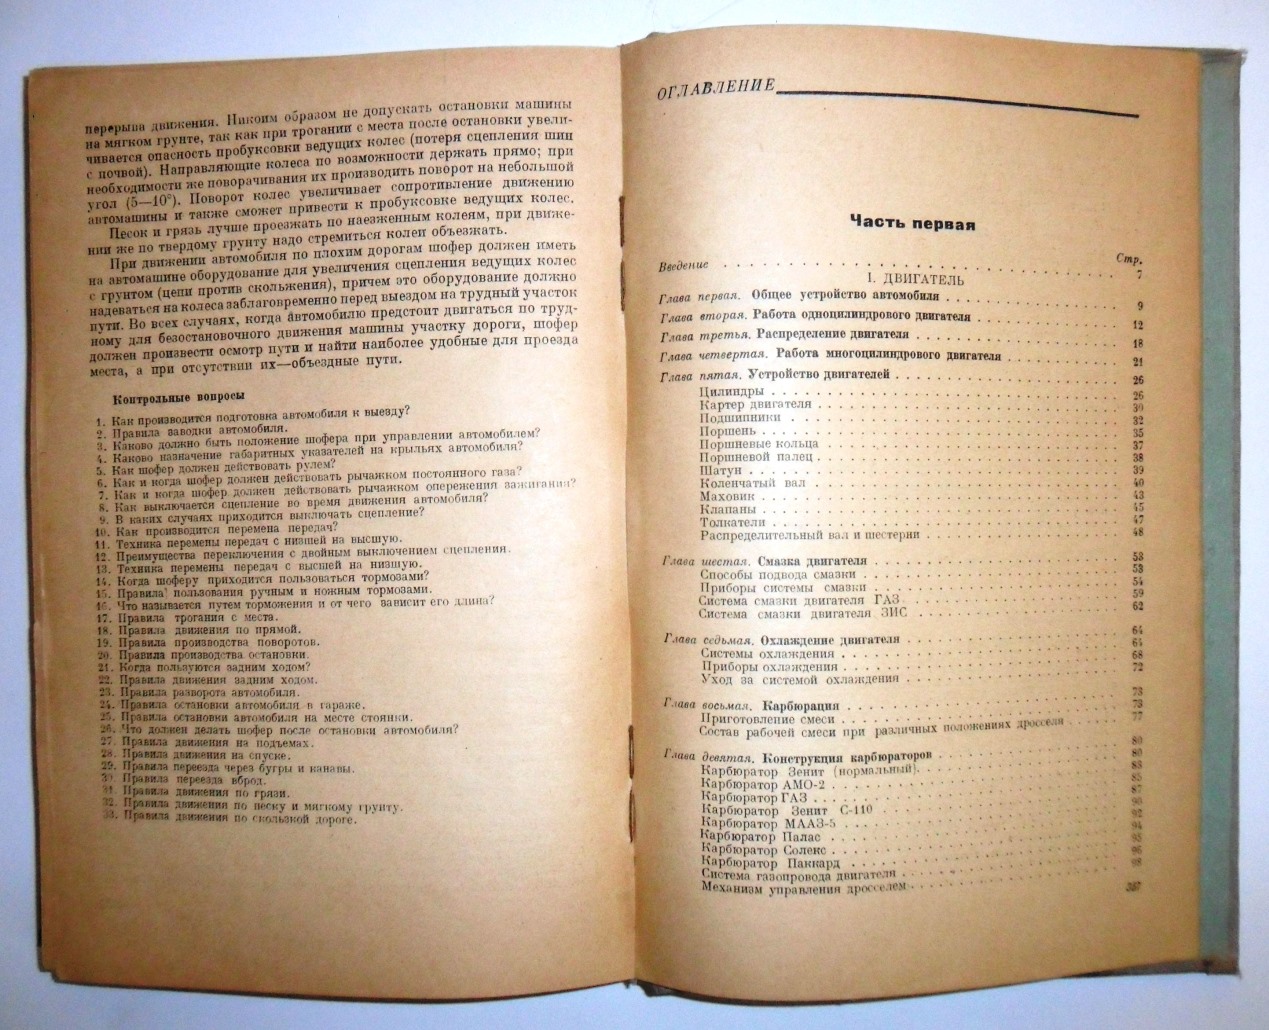 перерыва движения. Никоим образом не допускать остановки машины
на мягком грунте, так как при трогании с места после остановки увели-
чивается опасность пробуксовки ведущих колес (потеря сцепления шин
с почвой). Направляющие колеса по возможности держать прямо; при
необходимости же поворачивания их производить поворот на небольшой
угол (5—10°). Поворот колес увеличивает сопротивление движению
автомашины и также сможет привести к пробуксовке ведущих колес.
Песок и грязь лучше проезжать по наезженным колеям, при движе-
нии же по твердому грунту надо стремиться колеи объезжать.
При движении автомобиля по плохим дорогам шофер должен иметь
на автомашине оборудование для увеличения сцепления ведущих колес
с грунтом (цепи против скольжения), причем это оборудование должно
надеваться на колеса заблаговременно перед выездом на трудный участок
пути. Во всех случаях, когда автомобилю предстоит двигаться по труд-
ному для безостановочного движения машины участку дороги, шофер
должен произвести осмотр пути и найти наиболее удобные для проезда
места, а при отсутствии их—объездные пути.
Контрольные вопросы
1. Как производится подготовка автомобиля к выезду?
2. Правила заводки автомобиля.
3. Каково должно быть положение шофера при управлении автомобилем?
4. Каково назначение габаритных указателей на крыльях автомобиля?
5. Как шофер должен действовать рулем?
6. Как и когда шофер должен действовать рычажком постоянного газа?
7. Как и когда шофер должен действовать рычажком опережения зажигания?
8. Как выключается сцепление во время движения автомобиля?
9. В каких случаях приходится выключать сцепление?
10. Как производится перемена передач?
11. Техника перемены передач с низшей на высшую.
12. Преимущества переключения с двойным выключением сцепления.
13. Техника перемены передач с высшей на низшую.
14. Когда шоферу приходится пользоваться тормозами?
15. Правила пользования ручным и ножным тормозами.
16. Что называется путем торможения и от чего зависит его длина?
17. Правила трогания с места.
18. Правила движения по прямой.
19. Правила производства поворотов.
20. Правила производства остановки.
21. Когда пользуются задним ходом?
22. Правила движения задним ходом.
23. Правила разворота автомобиля.
24. Правила остановки автомобиля в гараже.
25. Правила остановки автомобиля на месте стоянки.
26. Что должен делать шофер после остановки автомобиля?
27. Правила движения на подъемах.
28. Правила движения на спуске.
29. Правила переезда через бугры и канавы.
30. Правила переезда вброд.
31. Правила движения по грязи.
32. Правила движения по песку и мягкому грунту.
33. Правила движения по скользкой дороге.
ОГЛАВЛЕНИЕ
Часть первая
Стр.
Введение . . . 7
I. ДВИГАТЕЛЬ
Глава первая. Общее устройство автомобиля . . . 9
Глава вторая. Работа одноцилиндрового двигателя . . . 12
Глава третья. Распределение двигателя . . . 18
Глава четвертая. Работа многоцилиндрового двигателя . . . 21
Глава пятая. Устройство двигателей . . . 26
Цилиндры . . . 26
Картер двигателя . . . 30
Подшипники . . . 32
Поршень . . . 35
Поршневые кольца . . . 37
Поршневой палец . . . 38
Шатун . . . 39
Коленчатый вал . . . 40
Маховик . . . 43
Клапаны . . . 45
Толкатели . . . 47
Распределительный вал и шестерни . . . 48
Глава шестая. Смазка двигателя . . . 53
Способы подвода смазки . . . 53
Приборы системы смазки . . . 54
Система смазки двигателя ГАЗ . . . 59
Система смазки двигателя ЗИС . . . 62
Глава седьмая. Охлаждение двигателя . . . 64
Системы охлаждения . . . 64
Приборы охлаждения . . . 68
Уход за системой охлаждения . . . 72
Глава восьмая. Карбюрация . . . 73
Приготовление смеси . . . 73
Состав рабочей смеси при различных положениях дросселя . . . 77
Глава девятая. Конструкция карбюраторов . . . 80
Карбюратор Зенит (нормальный) . . . 80
Карбюратор АМО-2 . . . 85
Карбюратор ГАЗ . . . 87
Карбюратор Зенит С-110 . . . 90
Карбюратор МААЗ-5 . . . 92
Карбюратор Палас . . . 94
Карбюратор Солекс . . . 95
Карбюратор Паккард . . . 96
Система газопровода двигателя . . . 98
Механизм управления дросселем . . .
367